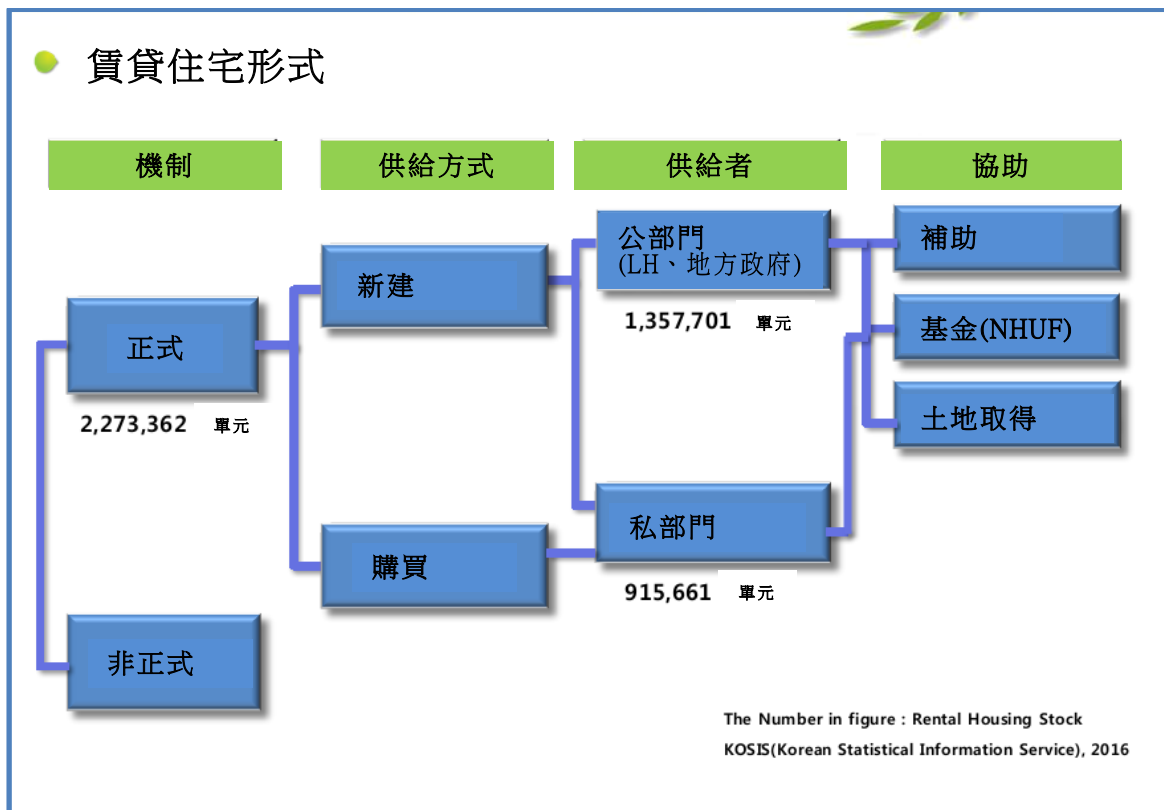 賃貸住宅形式
機制
供給方式
供給者
協助
正式
2,273,362 單元
非正式
新建
購買
公部門
(LH、地方政府)
1,357,701 單元
私部門
915,661 單元
補助
基金(NHUF)
土地取得
The Number in figure : Rental Housing Stock
KOSIS(Korean Statistical Information Service), 2016